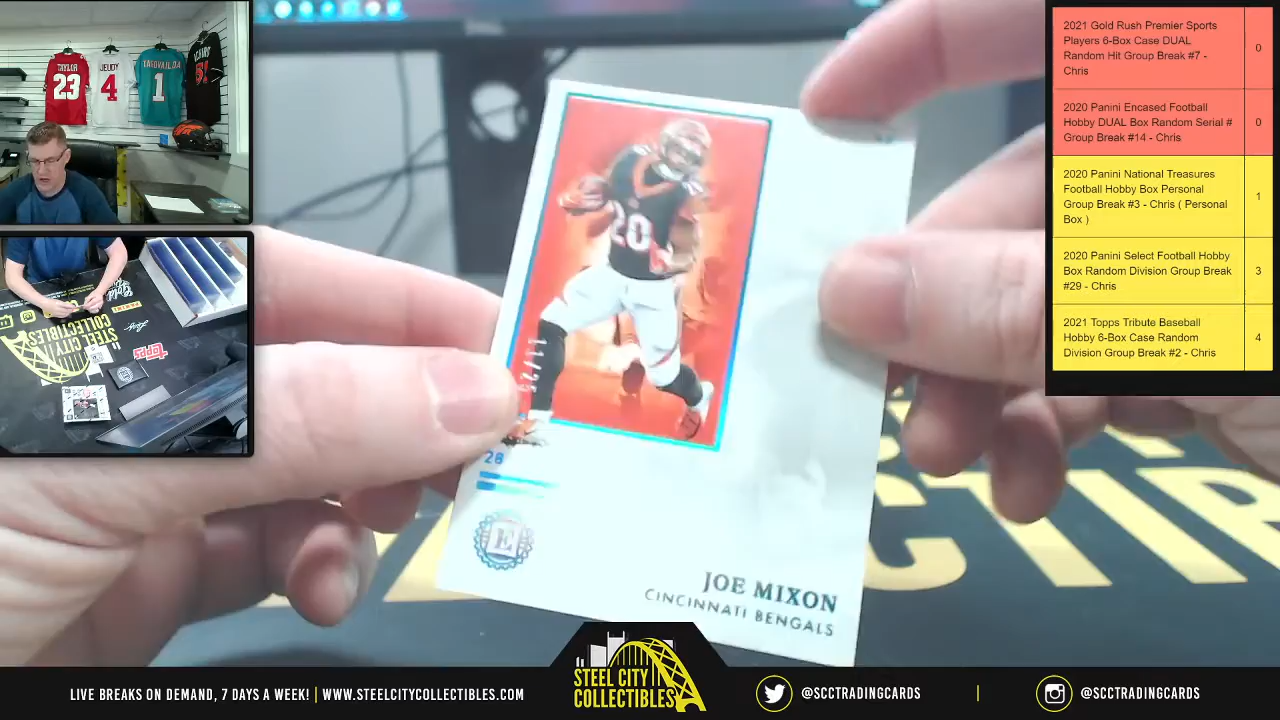 TAYLOR
23
JEUDY
4
TAGOVAILOA
1
20
28
E
JOE MIXON
CINCINNATI BENGALS
2021 Gold Rush Premier Sports
Players 6-Box Case DUAL
Random Hit Group Break #7 -
Chris
0
2020 Panini Encased Football
Hobby DUAL Box Random Serial #
Group Break #14 - Chris
0
2020 Panini National Treasures
Football Hobby Box Personal
Group Break #3 - Chris ( Personal
Box )
1
2020 Panini Select Football Hobby
Box Random Division Group Break
#29 - Chris
3
2021 Topps Tribute Baseball
Hobby 6-Box Case Random
Division Group Break #2 - Chris
4
STEEL CITY
COLLECTIBLES
Topps
LIVE BREAKS ON DEMAND, 7 DAYS A WEEK! | WWW.STEELCITYCOLLECTIBLES.COM
STEEL CITY
COLLECTIBLES
@SCCTRADINGCARDS | @SCCTRADINGCARDS